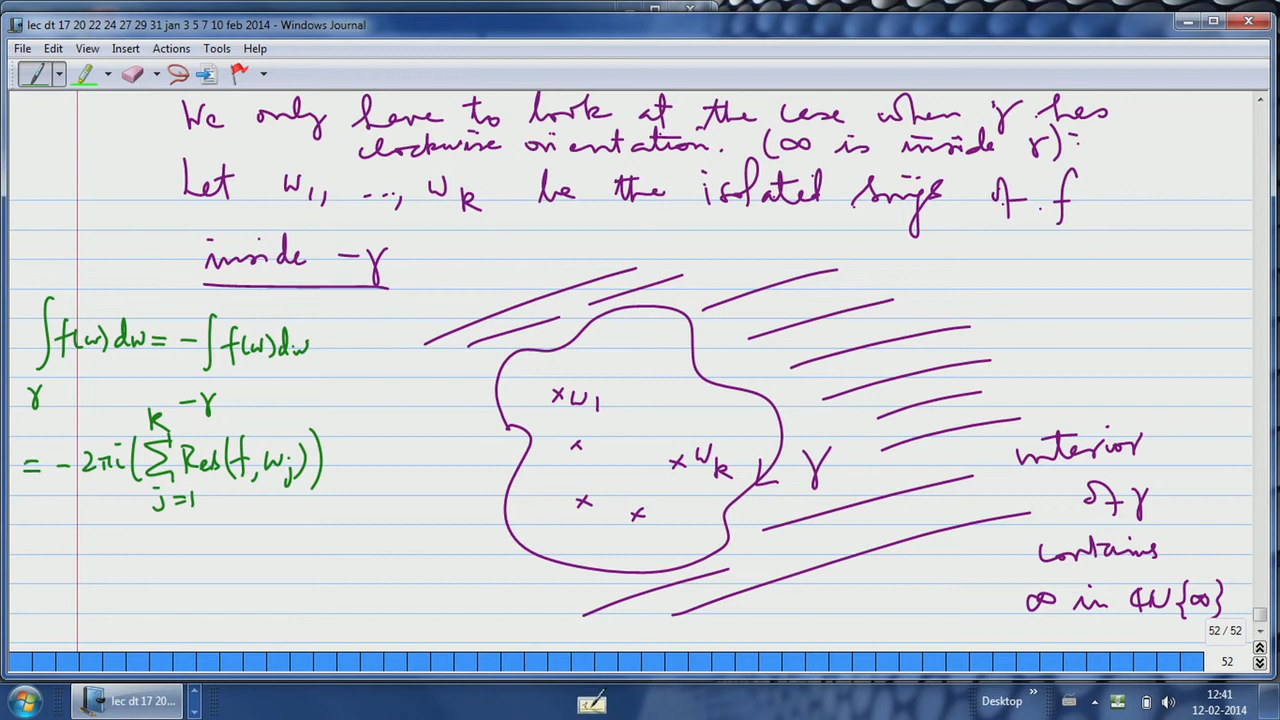 lec dt 17 20 22 24 27 29 31 jan 3 5 7 10 feb 2014 - Windows Journal
File Edit View Insert Actions Tools Help
We only have to look at the case when γ has
clockwise orientation. (∞ is inside γ):
Let w1, ..., wk be the isolated sings of f
inside -γ
∫γ f(w)dw = - ∫-γ f(w)dw
= - 2πi(∑j=1k Res(f, wj))
×w1
×wk
γ
interior
of γ
contains
∞ in ₵∪{∞}
52 / 52
52
lec dt 17 20...
Desktop
12:41
12-02-2014